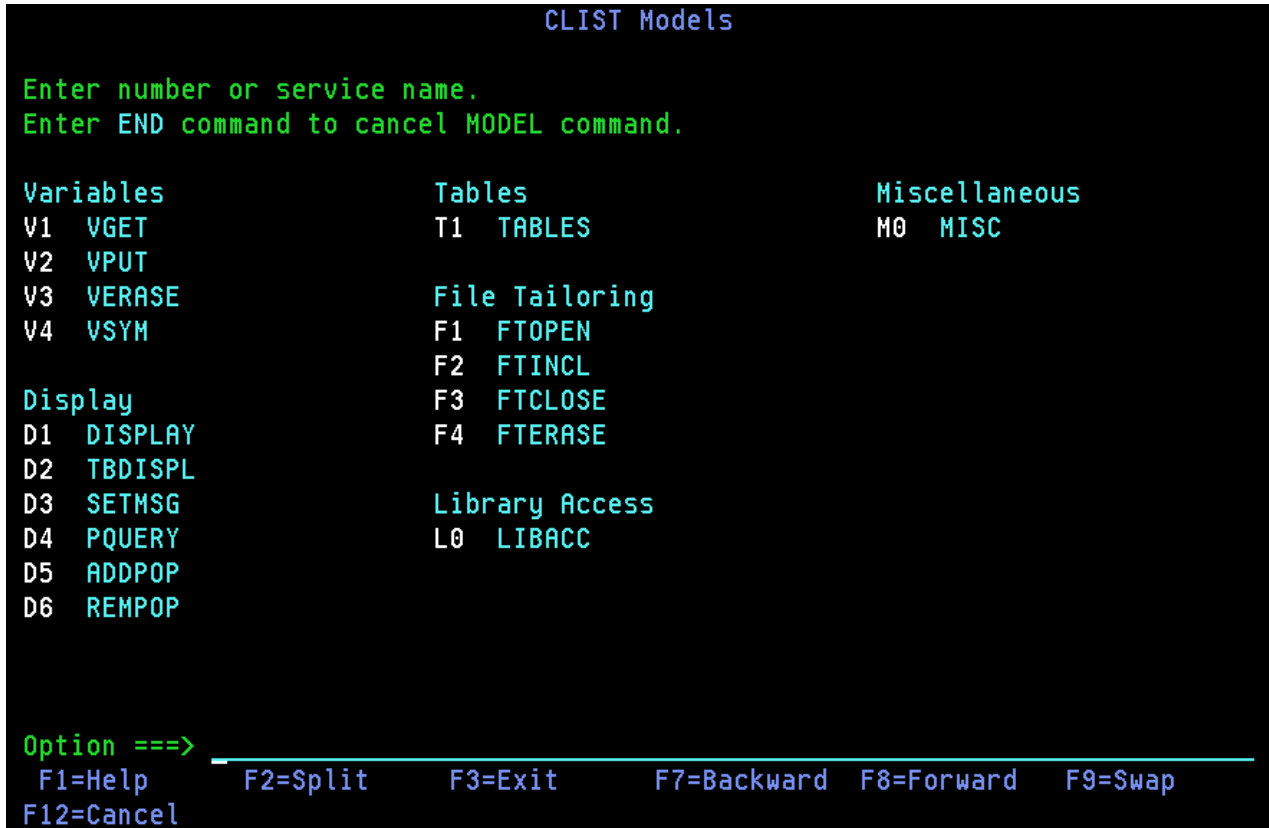 CLIST Models
Enter number or service name.
Enter END command to cancel MODEL command.
Variables Tables Miscellaneous
V1 VGET T1 TABLES M0 MISC
V2 VPUT
V3 VERASE File Tailoring
V4 VSYM F1 FTOPEN
F2 FTINCL
Display F3 FTCLOSE
D1 DISPLAY F4 FTERASE
D2 TBDISPL
D3 SETMSG Library Access
D4 PQUERY L0 LIBACC
D5 ADDPOP
D6 REMPOP
Option ===>
F1=Help F2=Split F3=Exit F7=Backward F8=Forward F9=Swap
F12=Cancel